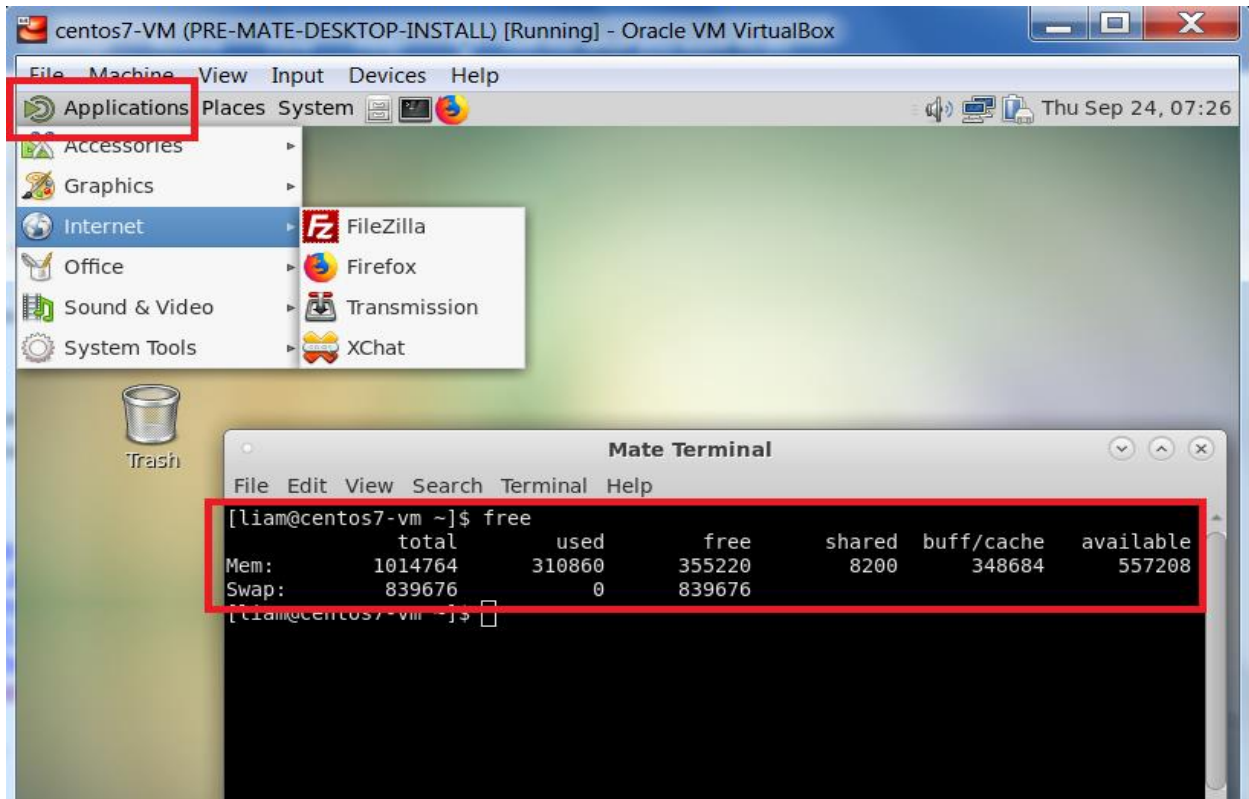 centos7-VM (PRE-MATE-DESKTOP-INSTALL) [Running] - Oracle VM VirtualBox
File Machine View Input Devices Help
Applications Places System Thu Sep 24, 07:26
Accessories
Graphics
Internet
Office
Sound & Video
System Tools
FileZilla
Firefox
Transmission
XChat
Trash
Mate Terminal
File Edit View Search Terminal Help
[liam@centos7-vm ~]$ free
total used free shared buff/cache available
Mem: 1014764 310860 355220 8200 348684 557208
Swap: 839676 0 839676
[liam@centos7-vm ~]$